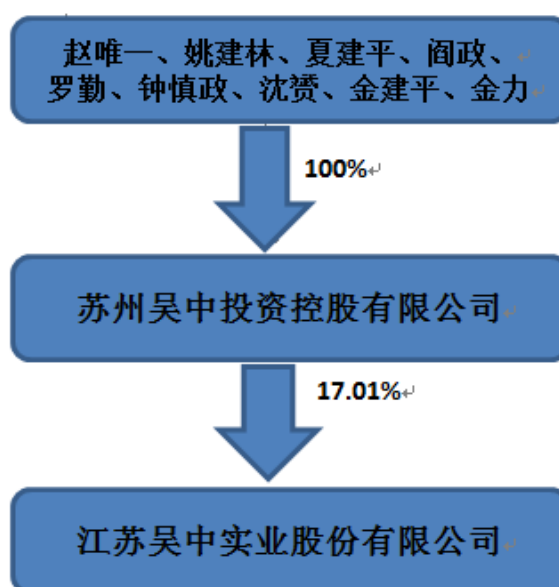 赵唯一、姚建林、夏建平、阎政、
罗勤、钟慎政、沈赟、金建平、金力
100%
苏州吴中投资控股有限公司
17.01%
江苏吴中实业股份有限公司